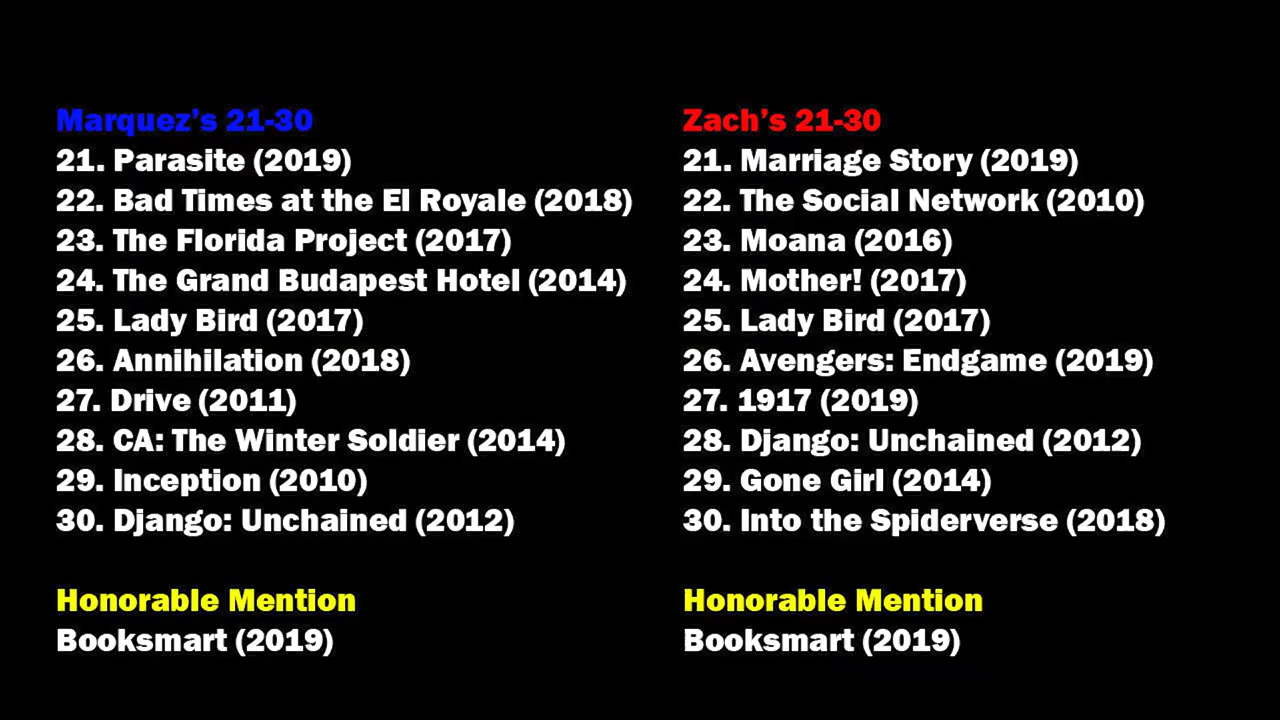 Marquez’s 21-30
21. Parasite (2019)
22. Bad Times at the El Royale (2018)
23. The Florida Project (2017)
24. The Grand Budapest Hotel (2014)
25. Lady Bird (2017)
26. Annihilation (2018)
27. Drive (2011)
28. CA: The Winter Soldier (2014)
29. Inception (2010)
30. Django: Unchained (2012)
Honorable Mention
Booksmart (2019)
Zach’s 21-30
21. Marriage Story (2019)
22. The Social Network (2010)
23. Moana (2016)
24. Mother! (2017)
25. Lady Bird (2017)
26. Avengers: Endgame (2019)
27. 1917 (2019)
28. Django: Unchained (2012)
29. Gone Girl (2014)
30. Into the Spiderverse (2018)
Honorable Mention
Booksmart (2019)